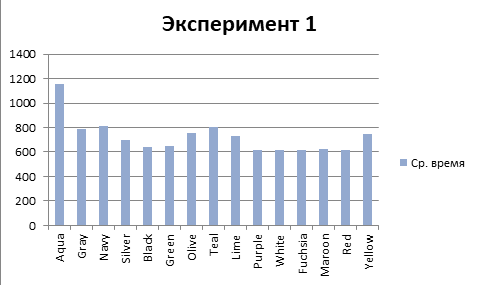 Эксперимент 1
1400
1200
1000
800
600
400
200
0
Aqua
Gray
Navy
Silver
Black
Green
Olive
Teal
Lime
Purple
White
Fuchsia
Maroon
Red
Yellow
Ср. время